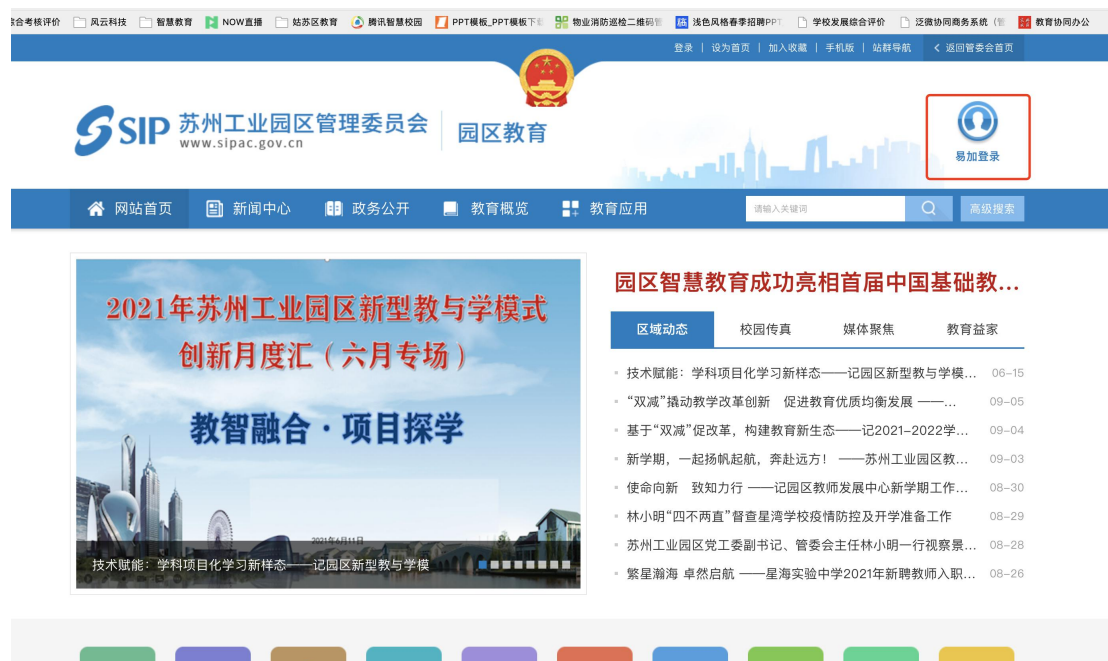 综合考核评价 风云科技 智慧教育 NOW直播 姑苏区教育 腾讯智慧校园 PPT模板_PPT模板下 物业消防巡检二维码 浅色风格春季招聘PPT 学校发展综合评价 泛微协同商务系统 教育协同办公
登录 | 设为首页 | 加入收藏 | 手机版 | 站群导航 < 返回管委会首页
SIP 苏州工业园区管理委员会 园区教育
www.sipac.gov.cn
易加登录
网站首页 新闻中心 政务公开 教育概览 教育应用 请输入关键词 高级搜索
2021年苏州工业园区新型教与学模式
创新月度汇（六月专场）
教智融合·项目探学
2021年6月11日
技术赋能：学科项目化学习新样态——记园区新型教与学模
园区智慧教育成功亮相首届中国基础教...
区域动态 校园传真 媒体聚焦 教育益家
技术赋能：学科项目化学习新样态——记园区新型教与学模... 06-15
“双减”撬动教学改革创新 促进教育优质均衡发展 ——... 09-05
基于“双减”促改革，构建教育新生态——记2021-2022学... 09-04
新学期，一起扬帆起航，奔赴远方！ ——苏州工业园区教... 09-03
使命向新 致知力行 ——记园区教师发展中心新学期工作... 08-30
林小明“四不两直”督查星湾学校疫情防控及开学准备工作 08-29
苏州工业园区党工委副书记、管委会主任林小明一行视察景... 08-28
繁星瀚海 卓然启航 ——星海实验中学2021年新聘教师入职... 08-26